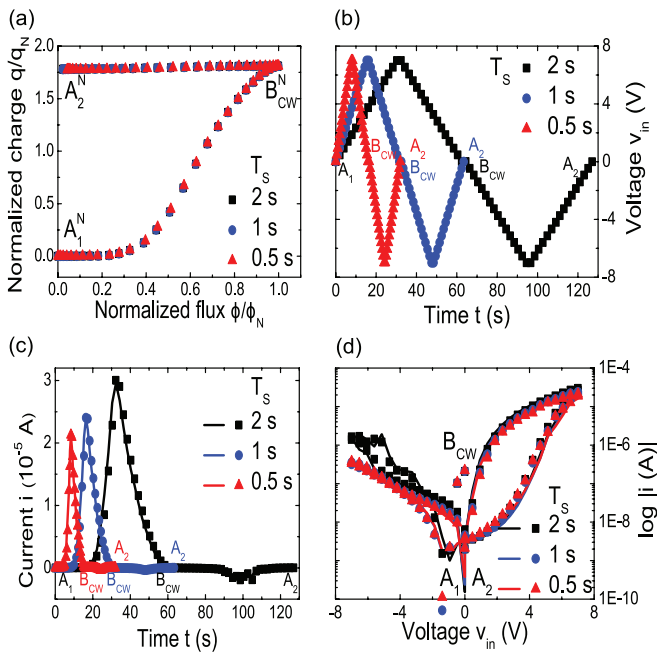 (a)
2.0
1.5
1.0
0.5
0.0
Normalized charge q/q_N
A_2^N
B_CW^N
A_1^N
T_S
2 s
1 s
0.5 s
0.0 0.2 0.4 0.6 0.8 1.0
Normalized flux ϕ/ϕ_N
(b)
8
4
0
-4
-8
Voltage v_in (V)
T_S
2 s
1 s
0.5 s
A_1
B_CW
A_2
B_CW
A_2
B_CW
A_2
0 20 40 60 80 100 120
Time t (s)
(c)
3
2
1
0
Current i (10^-5 A)
T_S
2 s
1 s
0.5 s
A_1
B_CW
A_2
B_CW
A_2
B_CW
A_2
0 20 40 60 80 100 120
Time t (s)
(d)
1E-4
1E-6
1E-8
1E-10
log |i (A)|
B_CW
T_S
2 s
1 s
0.5 s
A_1
A_2
-8 -4 0 4 8
Voltage v_in (V)